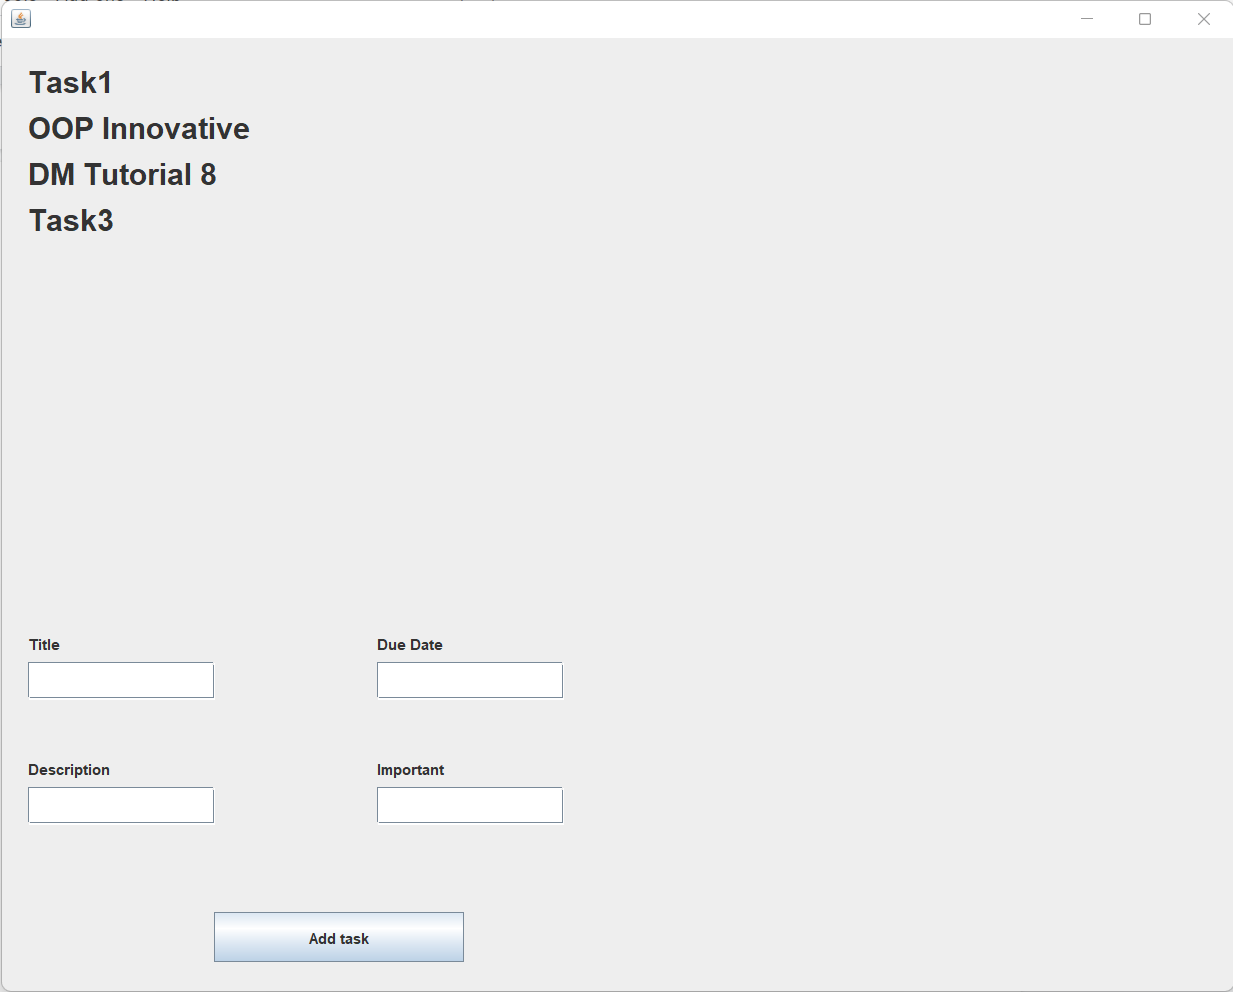 Task1
OOP Innovative
DM Tutorial 8
Task3
Title
Due Date
Description
Important
Add task